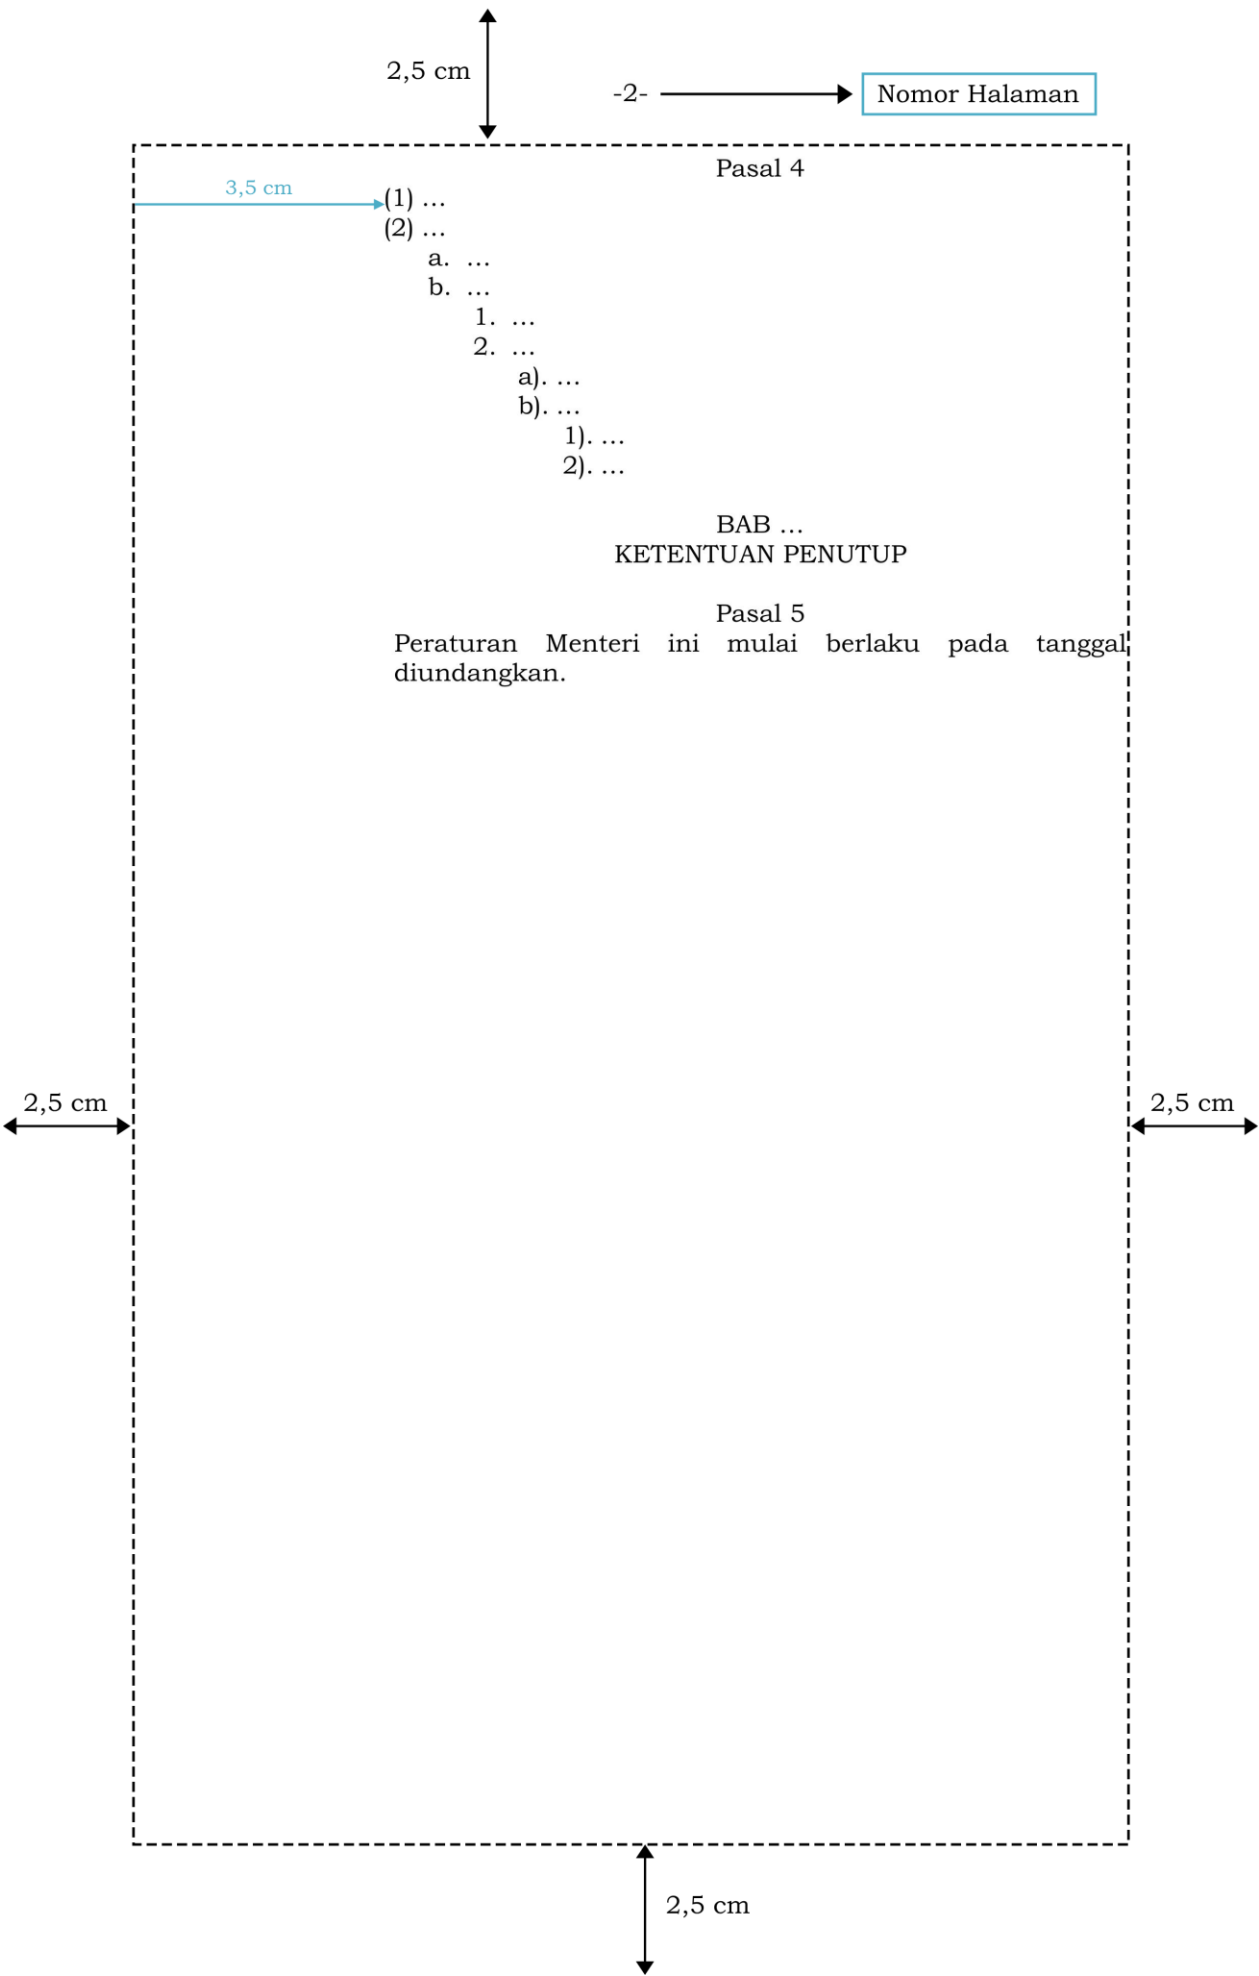 2,5 cm
-2-
Nomor Halaman
Pasal 4
3,5 cm
(1) ...
(2) ...
a. ...
b. ...
1. ...
2. ...
a). ...
b). ...
1). ...
2). ...
BAB ...
KETENTUAN PENUTUP
Pasal 5
Peraturan Menteri ini mulai berlaku pada tanggal
diundangkan.
2,5 cm
2,5 cm
2,5 cm